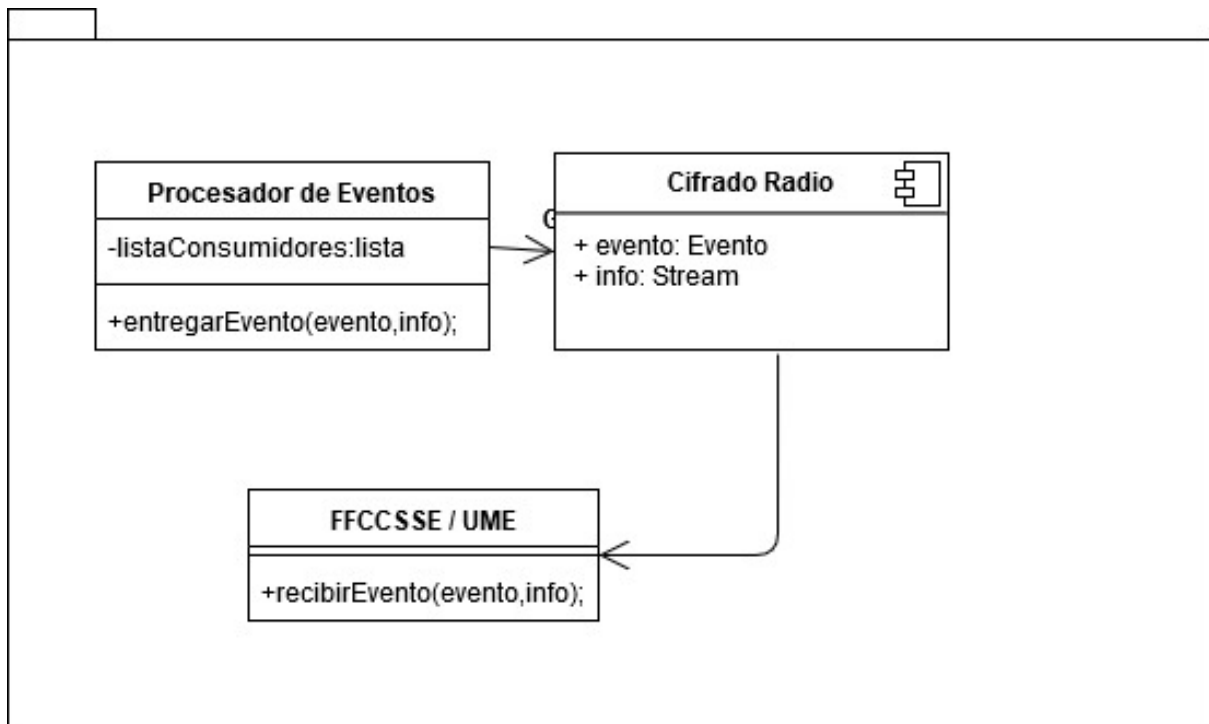 Procesador de Eventos
-listaConsumidores:lista
+entregarEvento(evento,info);
Cifrado Radio
+ evento: Evento
+ info: Stream
FFCCSSE / UME
+recibirEvento(evento,info);